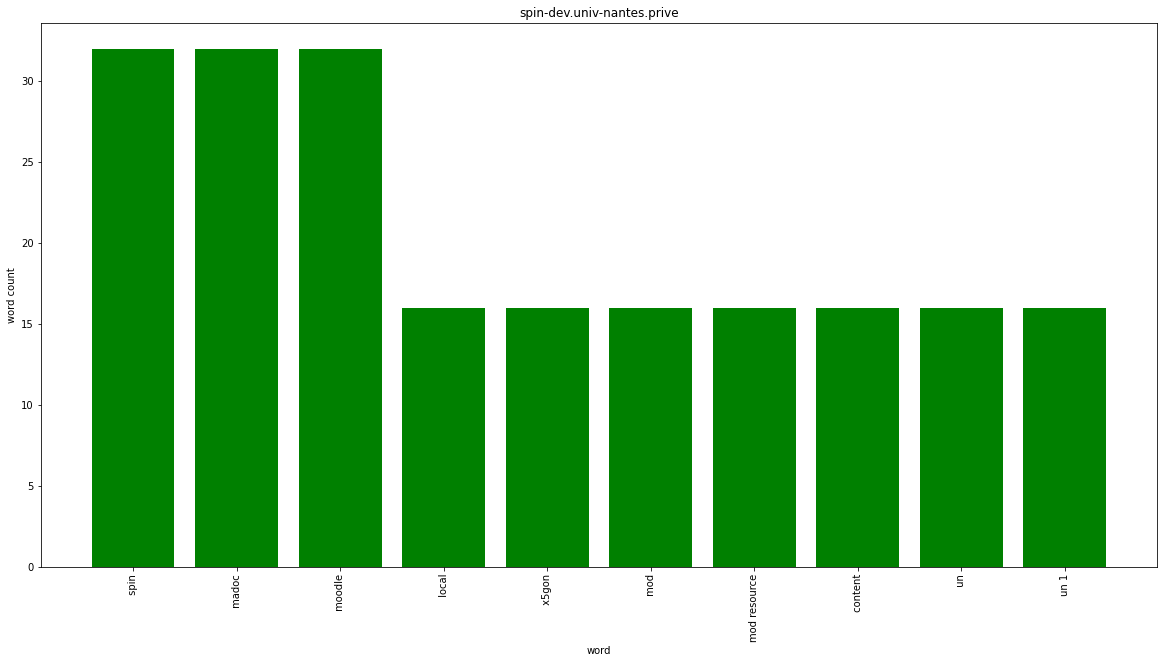 spin-dev.univ-nantes.prive
word count
30
25
20
15
10
5
0
spin
madoc
moodle
local
x5gon
mod
mod resource
content
un
un 1
word